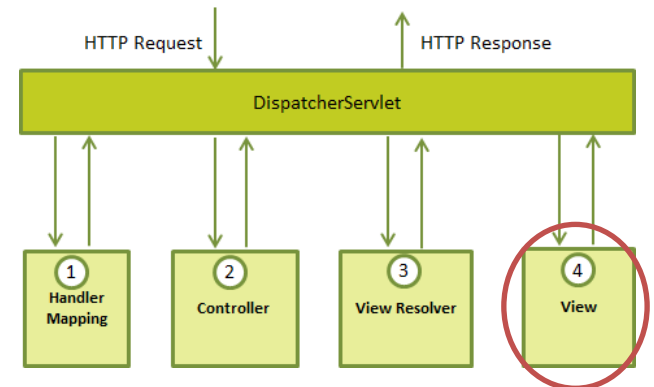 HTTP Request
HTTP Response
DispatcherServlet
1
Handler
Mapping
2
Controller
3
View Resolver
4
View